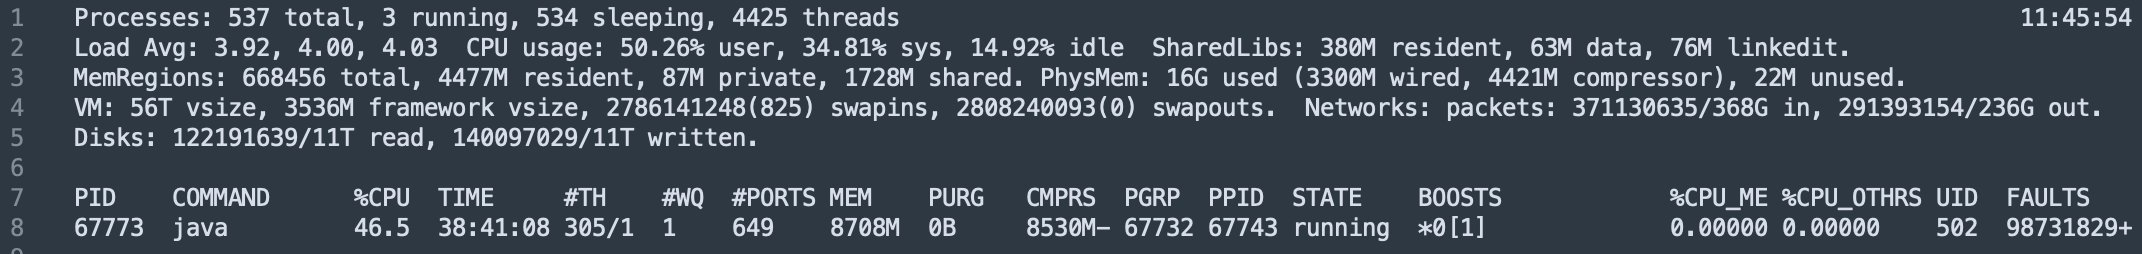 1 Processes: 537 total, 3 running, 534 sleeping, 4425 threads 11:45:54
2 Load Avg: 3.92, 4.00, 4.03 CPU usage: 50.26% user, 34.81% sys, 14.92% idle SharedLibs: 380M resident, 63M data, 76M linkedit.
3 MemRegions: 668456 total, 4477M resident, 87M private, 1728M shared. PhysMem: 16G used (3300M wired, 4421M compressor), 22M unused.
4 VM: 56T vsize, 3536M framework vsize, 2786141248(825) swapins, 2808240093(0) swapouts. Networks: packets: 371130635/368G in, 291393154/236G out.
5 Disks: 122191639/11T read, 140097029/11T written.
6
7 PID COMMAND %CPU TIME #TH #WQ #PORTS MEM PURG CMPRS PGRP PPID STATE BOOSTS %CPU_ME %CPU_OTHRS UID FAULTS
8 67773 java 46.5 38:41:08 305/1 1 649 8708M 0B 8530M- 67732 67743 running *0[1] 0.00000 0.00000 502 98731829+